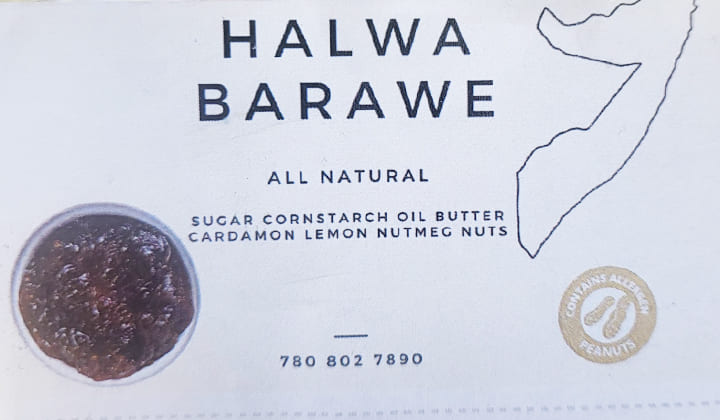 HALWA
BARAWE
ALL NATURAL
SUGAR CORNSTARCH OIL BUTTER
CARDAMON LEMON NUTMEG NUTS
CONTAINS ALLERGEN
PEANUTS
780 802 7890